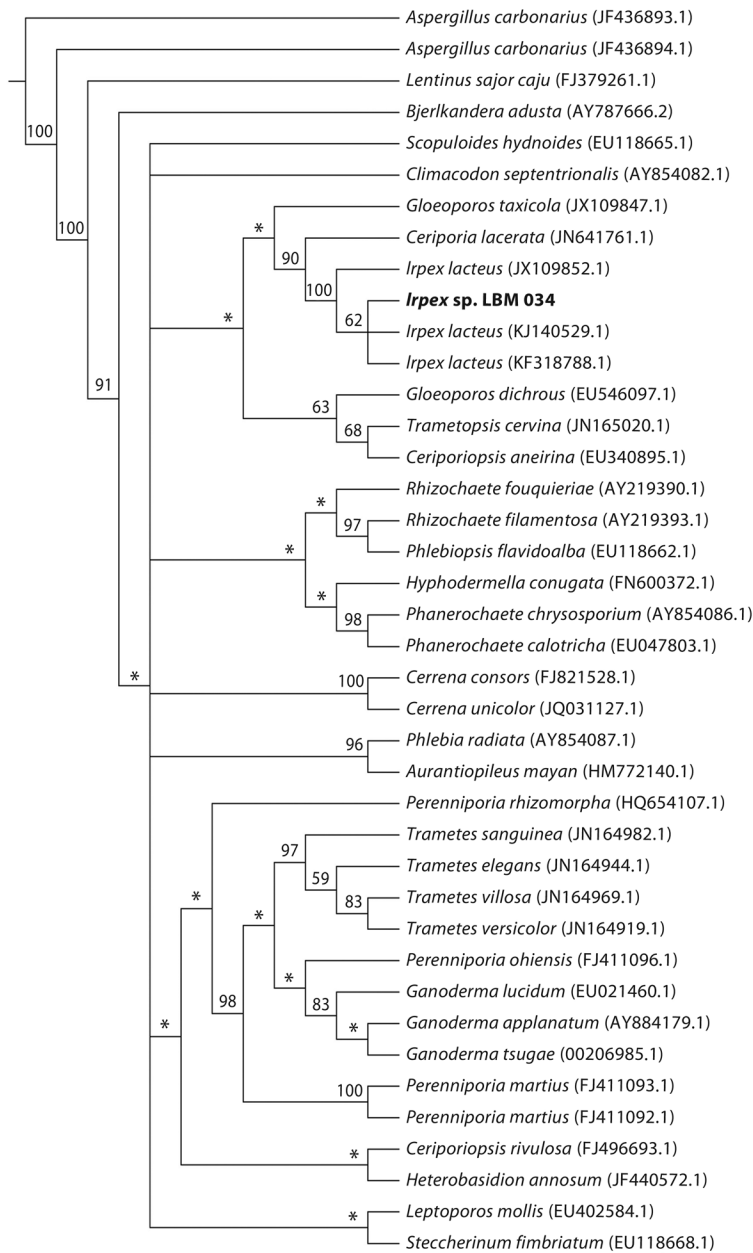 Aspergillus carbonarius (JF436893.1)
Aspergillus carbonarius (JF436894.1)
Lentinus sajor caju (FJ379261.1)
Bjerlkandera adusta (AY787666.2)
100
Scopuloides hydnoides (EU118665.1)
Climacodon septentrionalis (AY854082.1)
Gloeoporos taxicola (JX109847.1)
*
100
Ceriporia lacerata (JN641761.1)
90
Irpex lacteus (JX109852.1)
100
Irpex sp. LBM 034
*
62
Irpex lacteus (KJ140529.1)
Irpex lacteus (KF318788.1)
91
Gloeoporos dichrous (EU546097.1)
63
Trametopsis cervina (JN165020.1)
68
Ceriporiopsis aneirina (EU340895.1)
Rhizochaete fouquieriae (AY219390.1)
*
Rhizochaete filamentosa (AY219393.1)
97
Phlebiopsis flavidoalba (EU118662.1)
*
Hyphodermella conugata (FN600372.1)
*
Phanerochaete chrysosporium (AY854086.1)
98
Phanerochaete calotricha (EU047803.1)
*
Cerrena consors (FJ821528.1)
100
Cerrena unicolor (JQ031127.1)
Phlebia radiata (AY854087.1)
96
Aurantiopileus mayan (HM772140.1)
Perenniporia rhizomorpha (HQ654107.1)
Trametes sanguinea (JN164982.1)
97
Trametes elegans (JN164944.1)
59
Trametes villosa (JN164969.1)
*
83
Trametes versicolor (JN164919.1)
*
Perenniporia ohiensis (FJ411096.1)
*
Ganoderma lucidum (EU021460.1)
98
83
Ganoderma applanatum (AY884179.1)
*
*
Ganoderma tsugae (00206985.1)
Perenniporia martius (FJ411093.1)
100
Perenniporia martius (FJ411092.1)
Ceriporiopsis rivulosa (FJ496693.1)
*
Heterobasidion annosum (JF440572.1)
Leptoporos mollis (EU402584.1)
*
Steccherinum fimbriatum (EU118668.1)